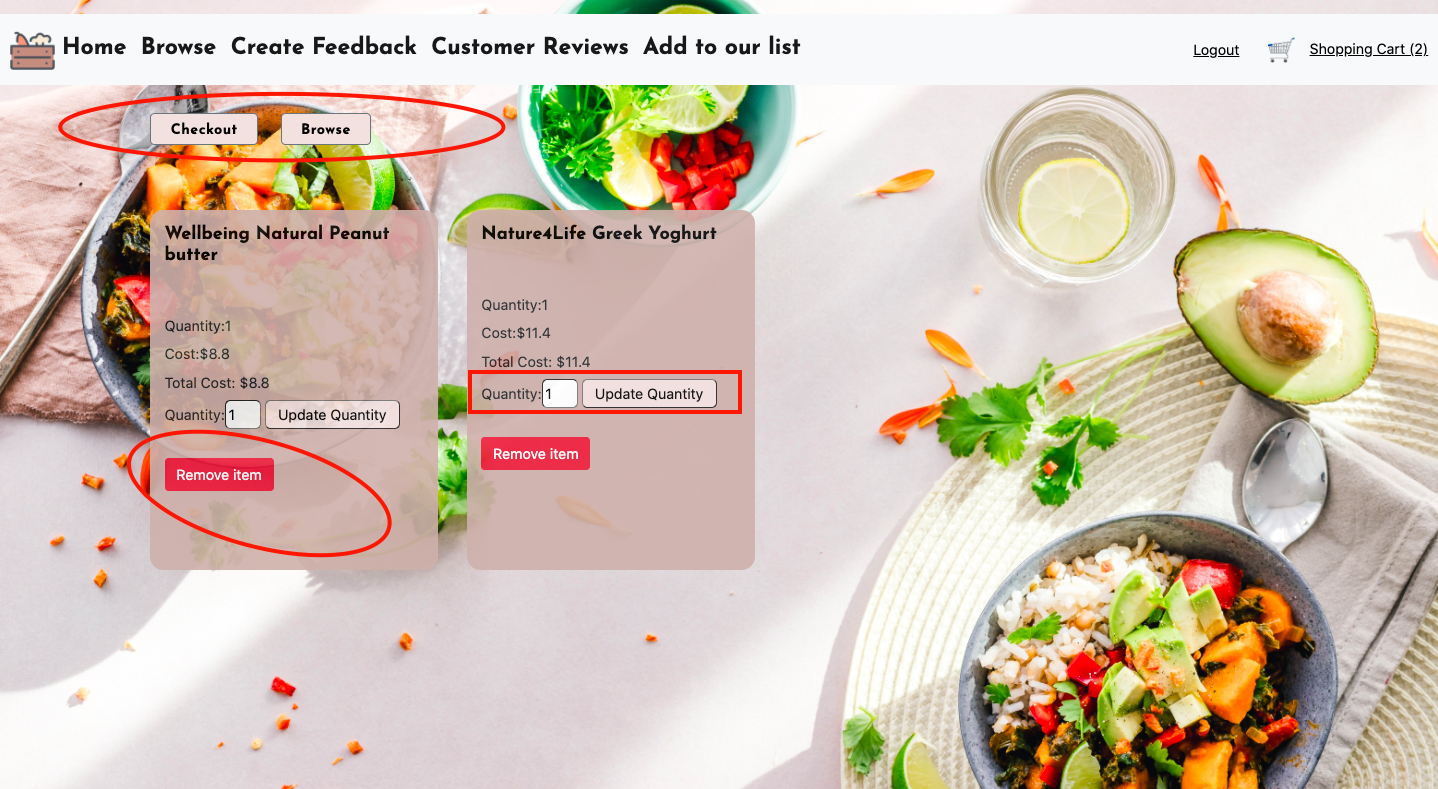 Home Browse Create Feedback Customer Reviews Add to our list
Logout Shopping Cart (2)
Checkout Browse
Wellbeing Natural Peanut
butter
Quantity:1
Cost:$8.8
Total Cost: $8.8
Quantity:1 Update Quantity
Remove item
Nature4Life Greek Yoghurt
Quantity:1
Cost:$11.4
Total Cost: $11.4
Quantity:1 Update Quantity
Remove item